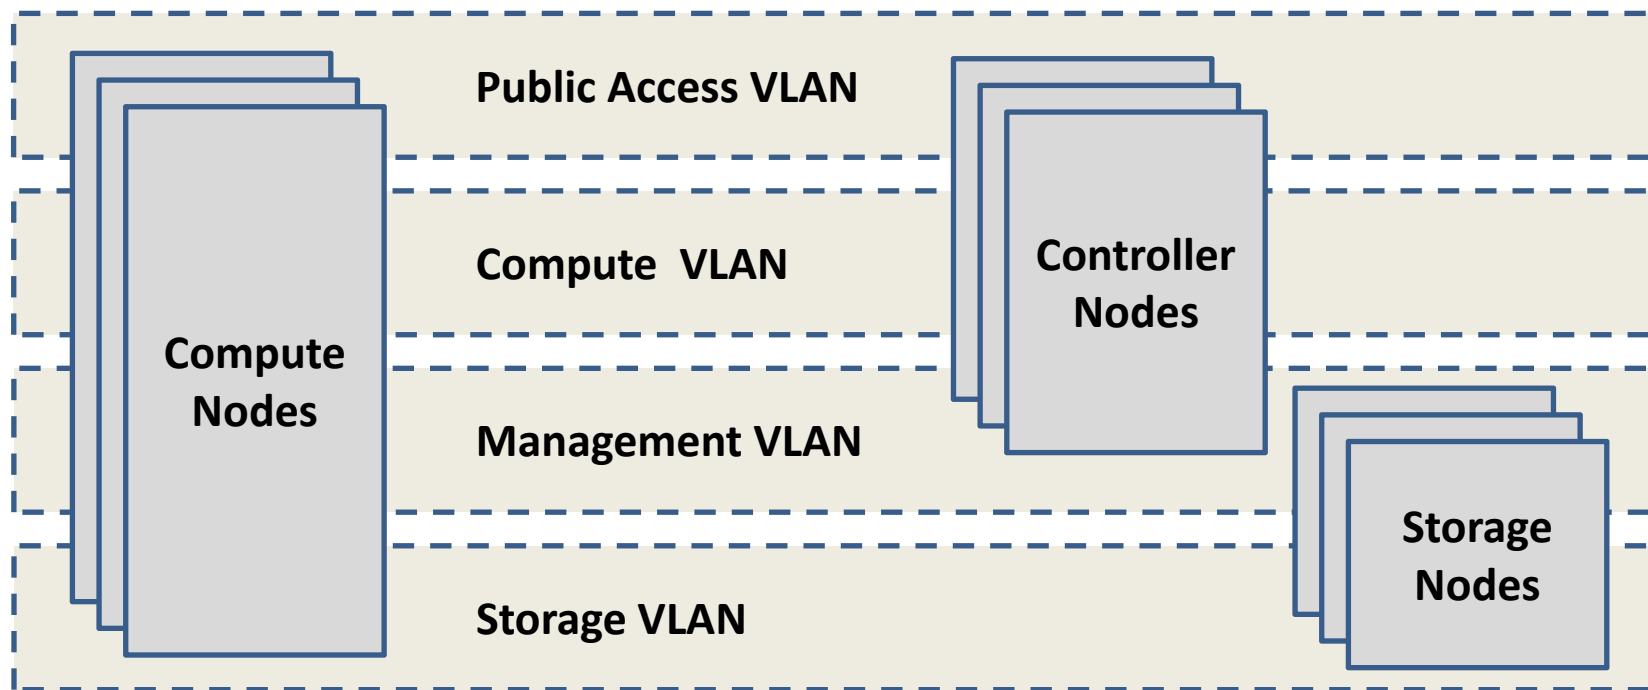 Public Access VLAN
Compute  VLAN
Controller
Nodes
Compute
Nodes
Management VLAN
Storage
Nodes
Storage VLAN